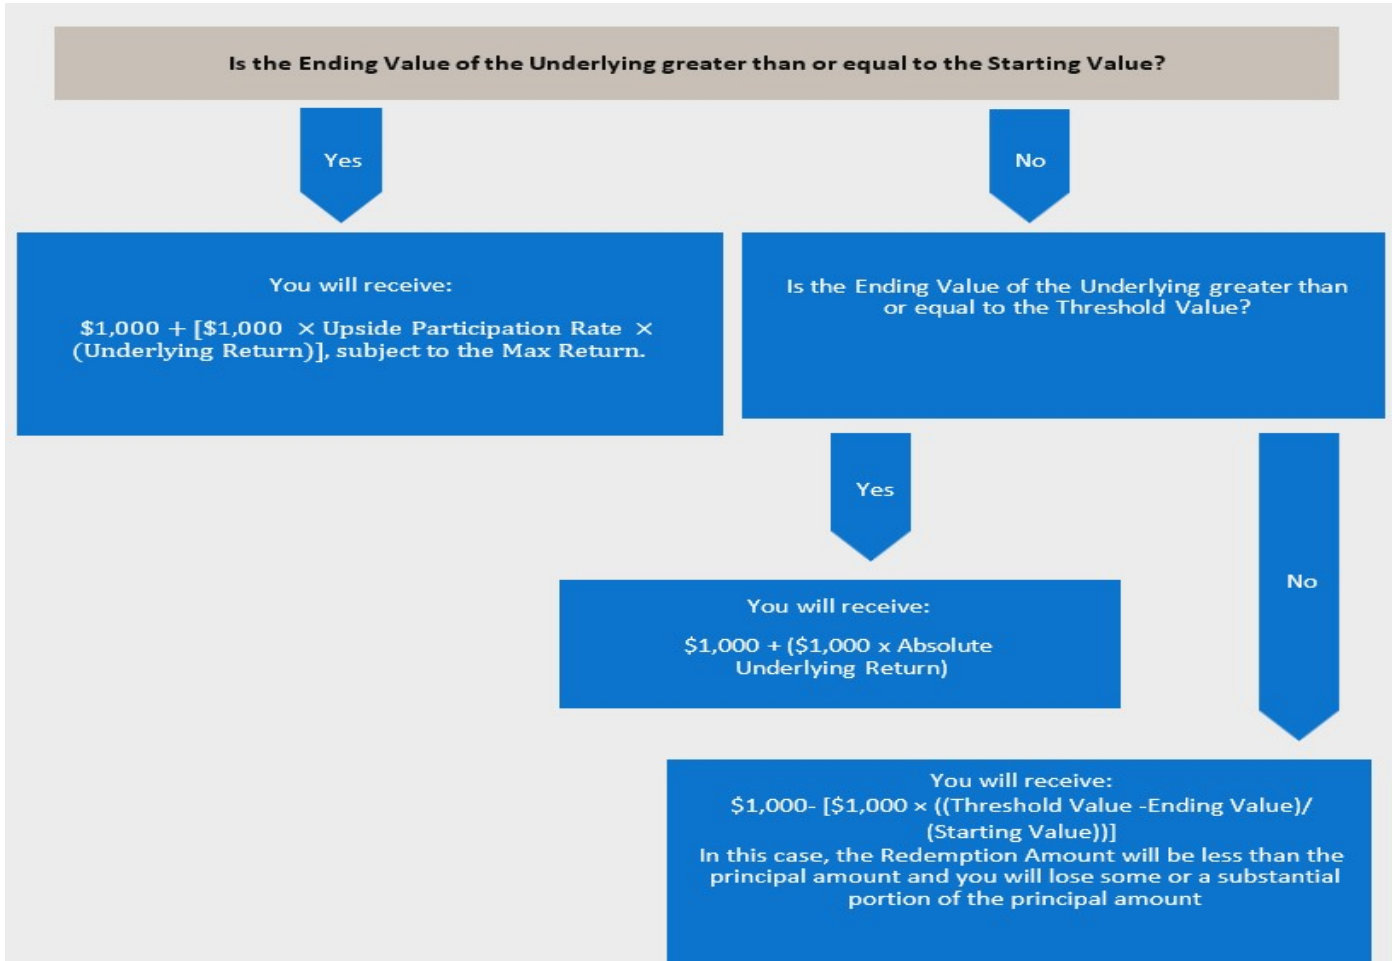 Is the Ending Value of the Underlying greater than or equal to the Starting Value?
Yes
No
You will receive:
$1,000 + [$1,000 × Upside Participation Rate ×
(Underlying Return)], subject to the Max Return.
Is the Ending Value of the Underlying greater than
or equal to the Threshold Value?
Yes
No
You will receive:
$1,000 + ($1,000 x Absolute
Underlying Return)
You will receive:
$1,000- [$1,000 × ((Threshold Value -Ending Value)/
(Starting Value))]
In this case, the Redemption Amount will be less than the
principal amount and you will lose some or a substantial
portion of the principal amount